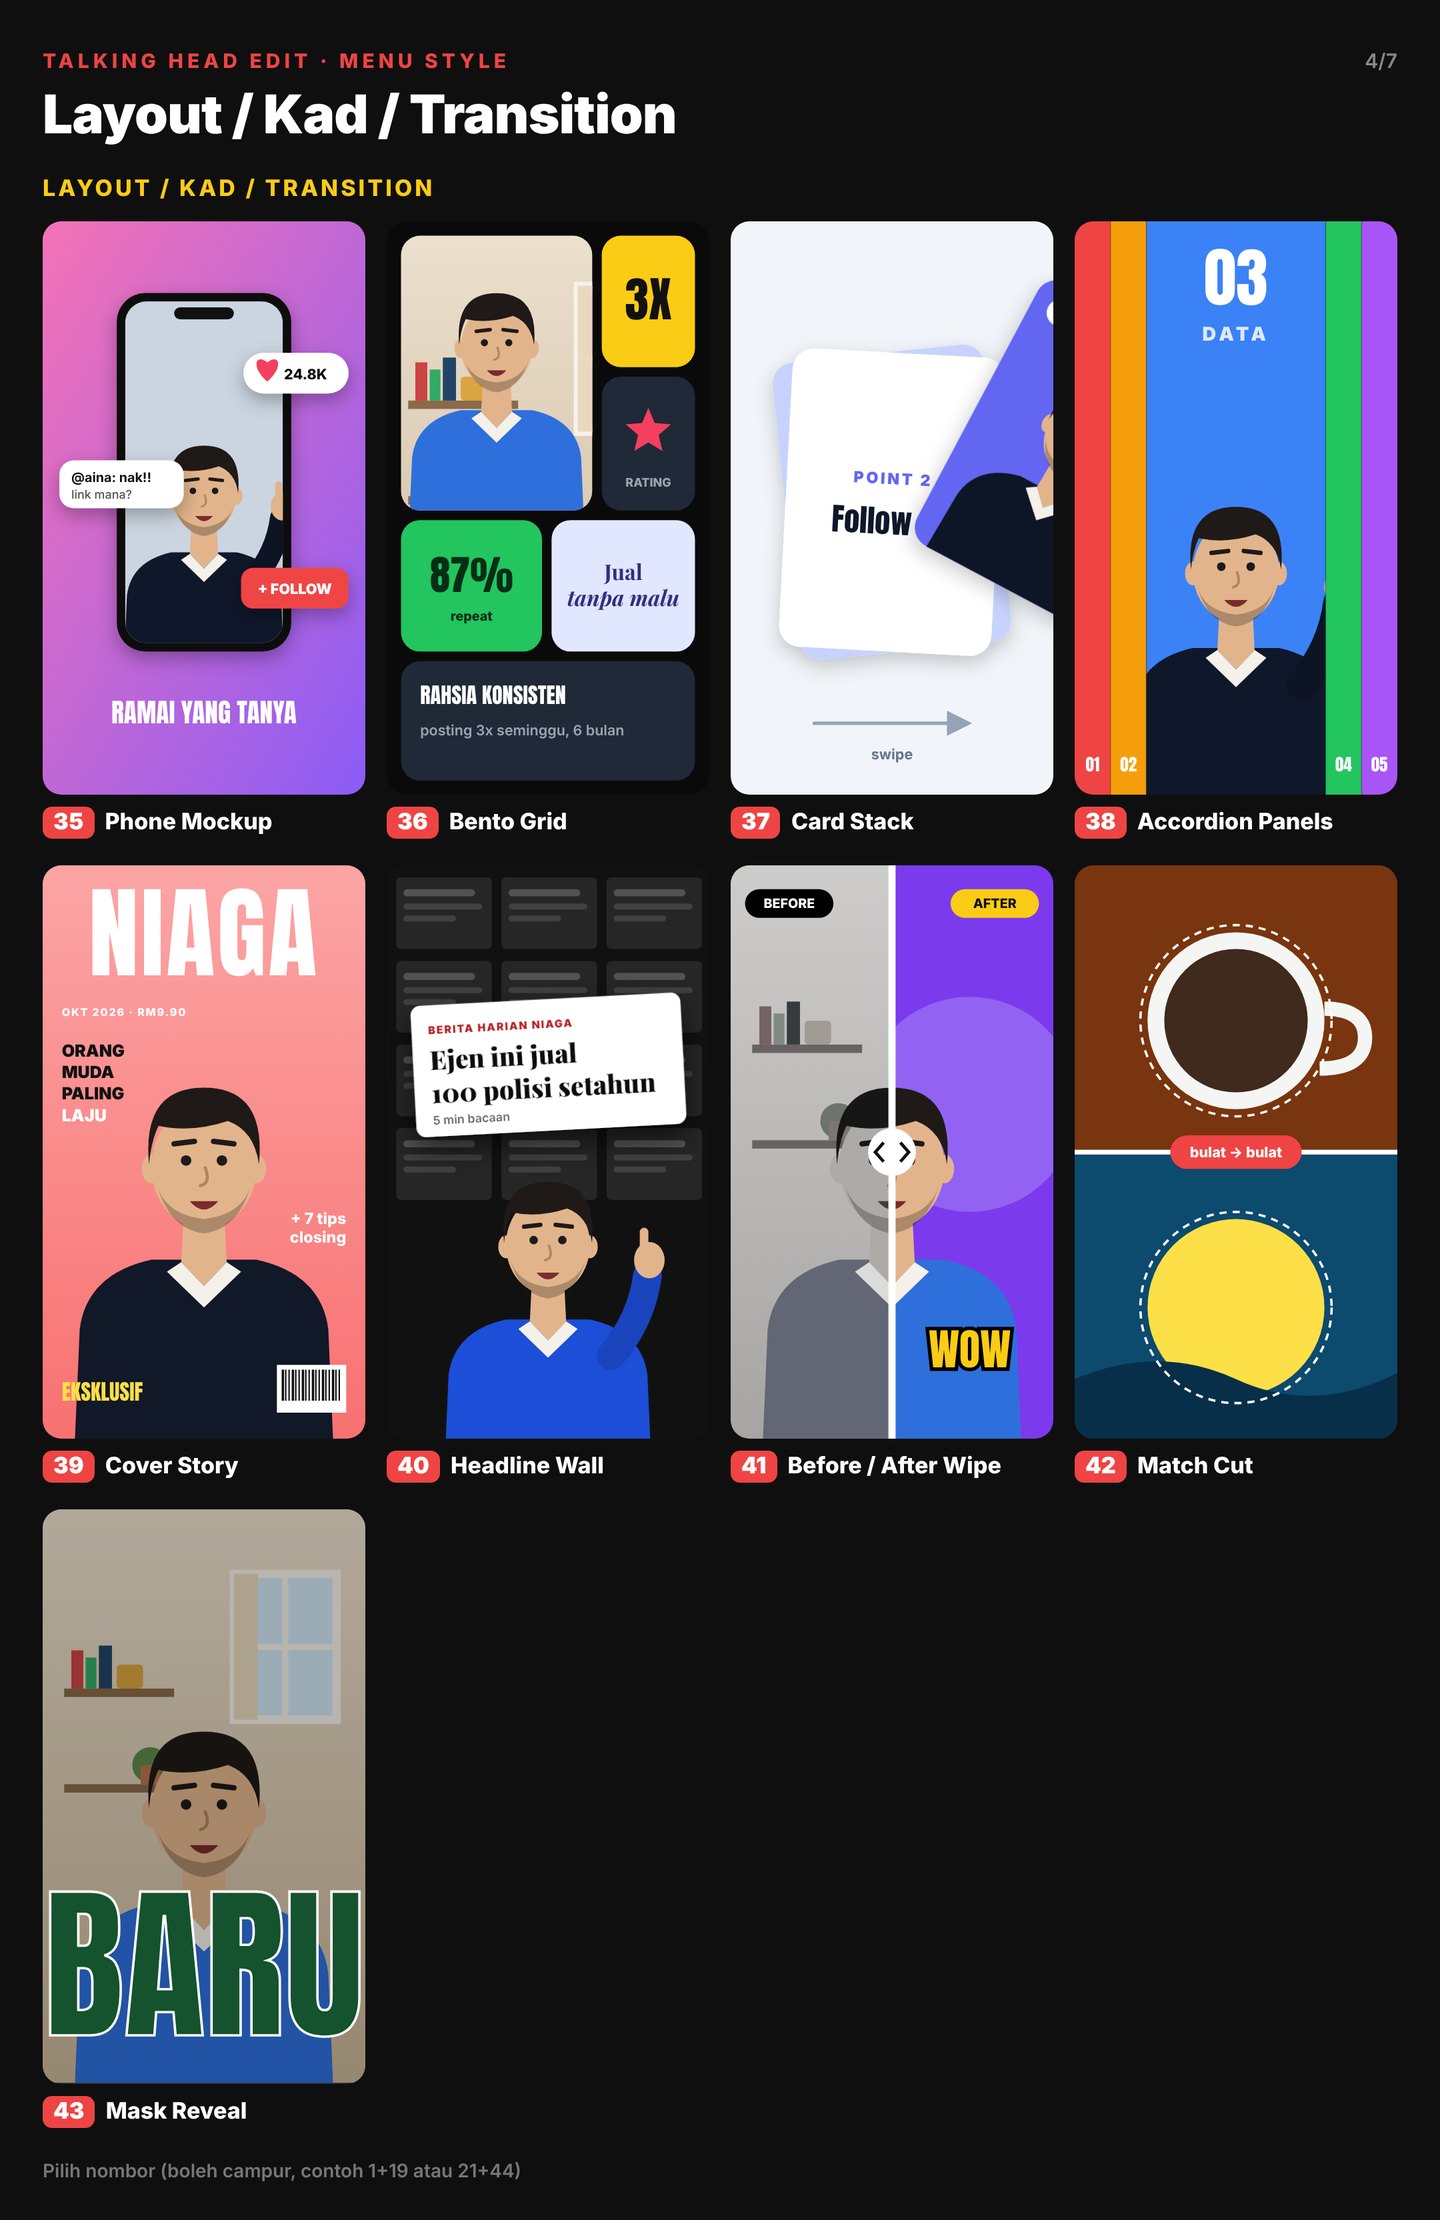 TALKING HEAD EDIT · MENU STYLE
4/7
Layout / Kad / Transition
LAYOUT / KAD / TRANSITION
24.8K
@aina: nak!!
link mana?
+ FOLLOW
RAMAI YANG TANYA
35 Phone Mockup
3X
RATING
87%
repeat
Jual
tanpa malu
RAHSIA KONSISTEN
posting 3x seminggu, 6 bulan
36 Bento Grid
POINT 2
Follow
swipe
37 Card Stack
03
DATA
01
02
04
05
38 Accordion Panels
NIAGA
OKT 2026 · RM9.90
ORANG
MUDA
PALING
LAJU
+ 7 tips
closing
EKSKLUSIF
39 Cover Story
BERITA HARIAN NIAGA
Ejen ini jual
100 polisi setahun
5 min bacaan
40 Headline Wall
BEFORE
AFTER
WOW
41 Before / After Wipe
bulat → bulat
42 Match Cut
BARU
43 Mask Reveal
Pilih nombor (boleh campur, contoh 1+19 atau 21+44)